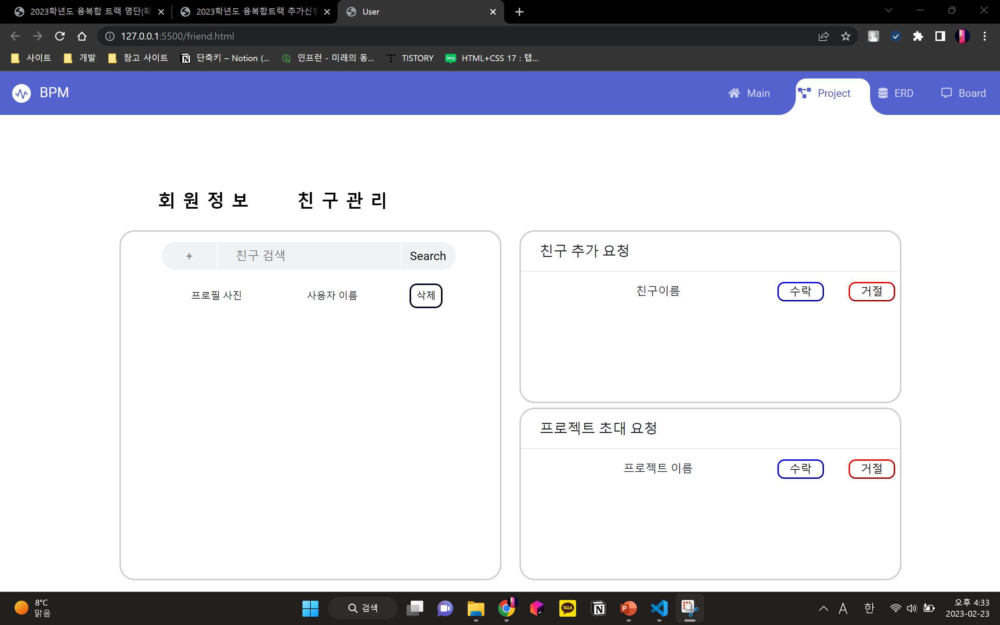 2023학년도 융복합 트랙 명단(확
2023학년도 융복합트랙 추가신청
User
127.0.0.1:5500/friend.html
사이트
개발
참고 사이트
단축키 – Notion (...
인프런 - 미래의 동...
TISTORY
blog
HTML+CSS 17 : 탭...
BPM
Main
Project
ERD
Board
회원정보 친구관리
+ 친구 검색 Search
프로필 사진 사용자 이름 삭제
친구 추가 요청
친구이름 수락 거절
프로젝트 초대 요청
프로젝트 이름 수락 거절
8°C
맑음
검색
TALK
P
A
한
오후 4:33
2023-02-23